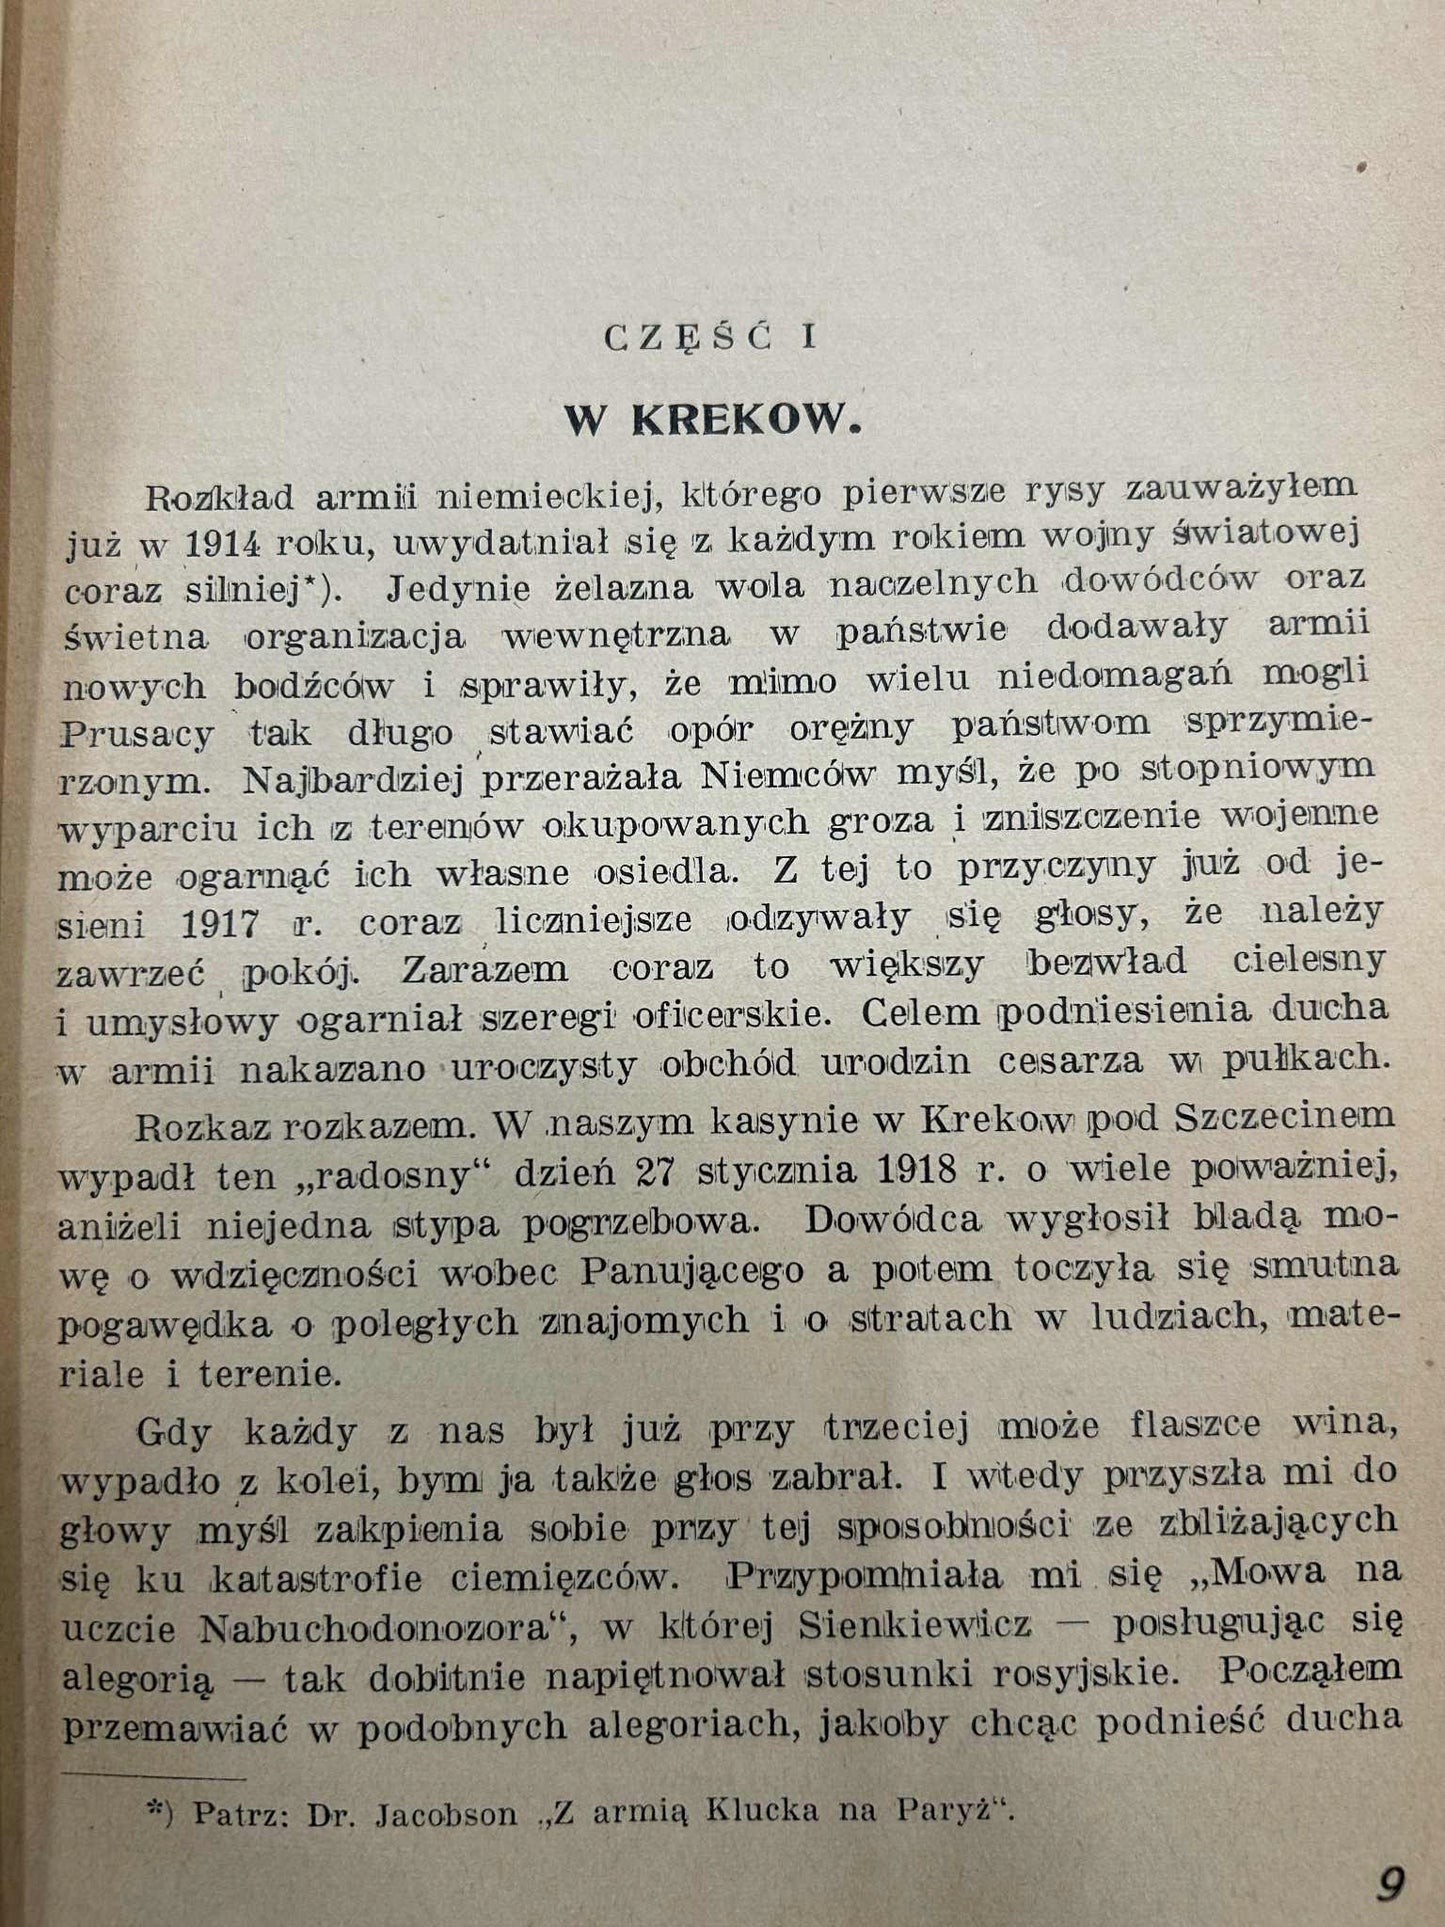 CZĘŚĆ I
W KREKOW.
Rozkład armii niemieckiej, którego pierwsze rysy zauważyłem
już w 1914 roku, uwydatniał się z każdym rokiem wojny światowej
coraz silniej*). Jedynie żelazna wola naczelnych dowódców oraz
świetna organizacja wewnętrzna w państwie dodawały armii
nowych bodźców i sprawiły, że mimo wielu niedomagań mogli
Prusacy tak długo stawiać opór orężny państwom sprzymie-
rzonym. Najbardziej przerażała Niemców myśl, że po stopniowym
wyparciu ich z terenów okupowanych groza i zniszczenie wojenne
może ogarnąć ich własne osiedla. Z tej to przyczyny już od je-
sieni 1917 r. coraz liczniejsze odzywały się głosy, że należy
zawrzeć pokój. Zarazem coraz to większy bezwład cielesny
i umysłowy ogarniał szeregi oficerskie. Celem podniesienia ducha
w armii nakazano uroczysty obchód urodzin cesarza w pułkach.
Rozkaz rozkazem. W naszym kasynie w Krekow pod Szczecinem
wypadł ten „radosny“ dzień 27 stycznia 1918 r. o wiele poważniej,
aniżeli niejedna stypa pogrzebowa. Dowódca wygłosił bladą mo-
wę o wdzięczności wobec Panującego a potem toczyła się smutna
pogawędka o poległych znajomych i o stratach w ludziach, mate-
riale i terenie.
Gdy każdy z nas był już przy trzeciej może flaszce wina,
wypadło z kolei, bym ja także głos zabrał. I wtedy przyszła mi do
głowy myśl zakpienia sobie przy tej sposobności ze zbliżających
się ku katastrofie ciemięzców. Przypomniała mi się „Mowa na
uczcie Nabuchodonozora“, w której Sienkiewicz — posługując się
alegorią — tak dobitnie napiętnował stosunki rosyjskie. Począłem
przemawiać w podobnych alegoriach, jakoby chcąc podnieść ducha
*) Patrz: Dr. Jacobson „Z armią Klucka na Paryż“.
9